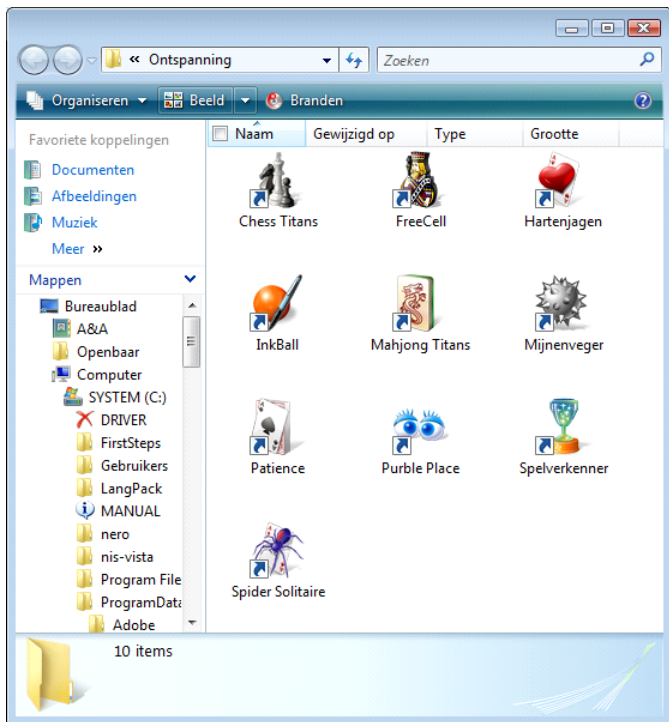 « Ontspanning
Zoeken
Organiseren
Beeld
Branden
Favoriete koppelingen
Documenten
Afbeeldingen
Muziek
Meer »
Mappen
Bureaublad
A&A
Openbaar
Computer
SYSTEM (C:)
DRIVER
FirstSteps
Gebruikers
LangPack
MANUAL
nero
nis-vista
Program File
ProgramData
Adobe
Naam Gewijzigd op Type Grootte
Chess Titans FreeCell Hartenjagen
InkBall Mahjong Titans Mijnenveger
Patience Purble Place Spelverkenner
Spider Solitaire
10 items